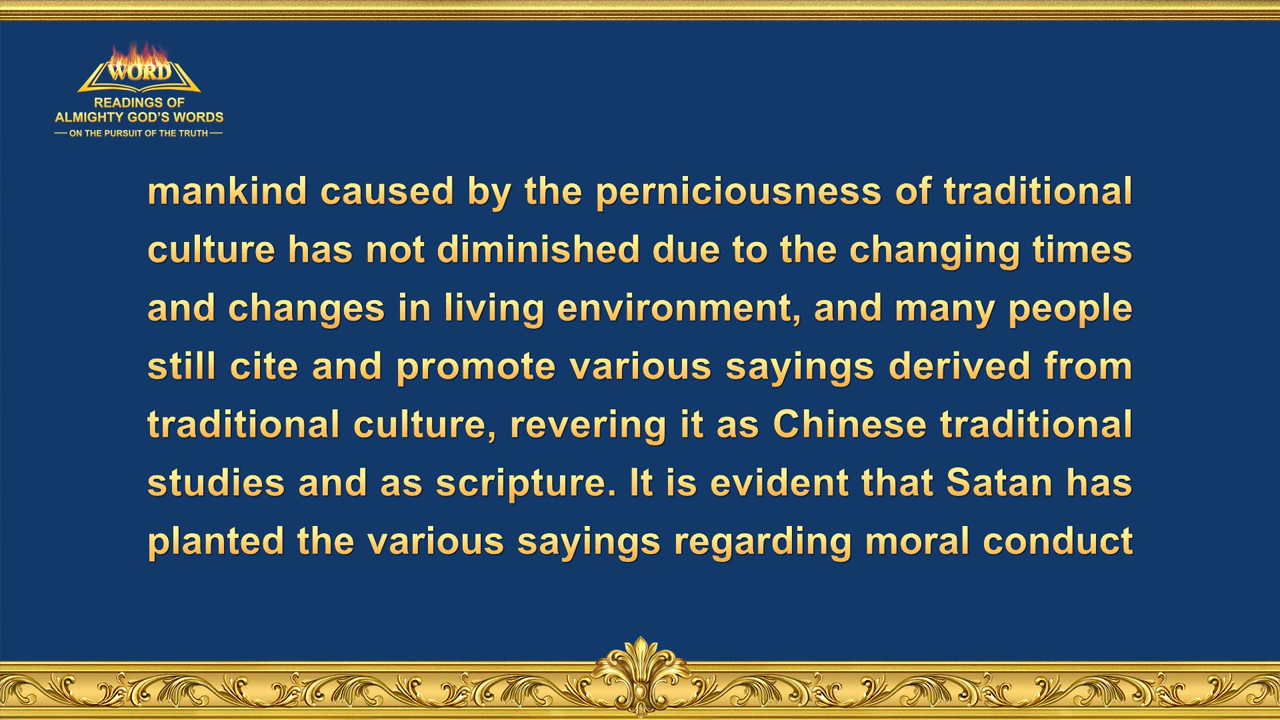 WORD
READINGS OF
ALMIGHTY GOD'S WORDS
— ON THE PURSUIT OF THE TRUTH —
mankind caused by the perniciousness of traditional
culture has not diminished due to the changing times
and changes in living environment, and many people
still cite and promote various sayings derived from
traditional culture, revering it as Chinese traditional
studies and as scripture. It is evident that Satan has
planted the various sayings regarding moral conduct